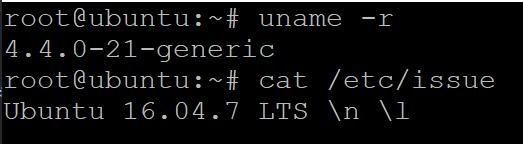 root@ubuntu:~# uname -r
4.4.0-21-generic
root@ubuntu:~# cat /etc/issue
Ubuntu 16.04.7 LTS \n \l